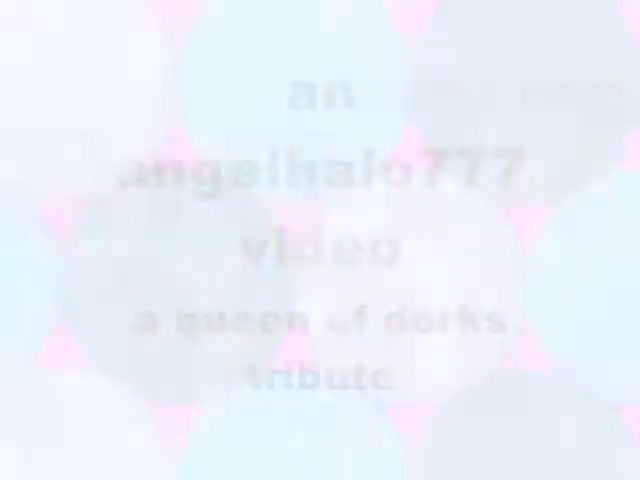 an
angelhalo777
video
a queen of dorks
tribute